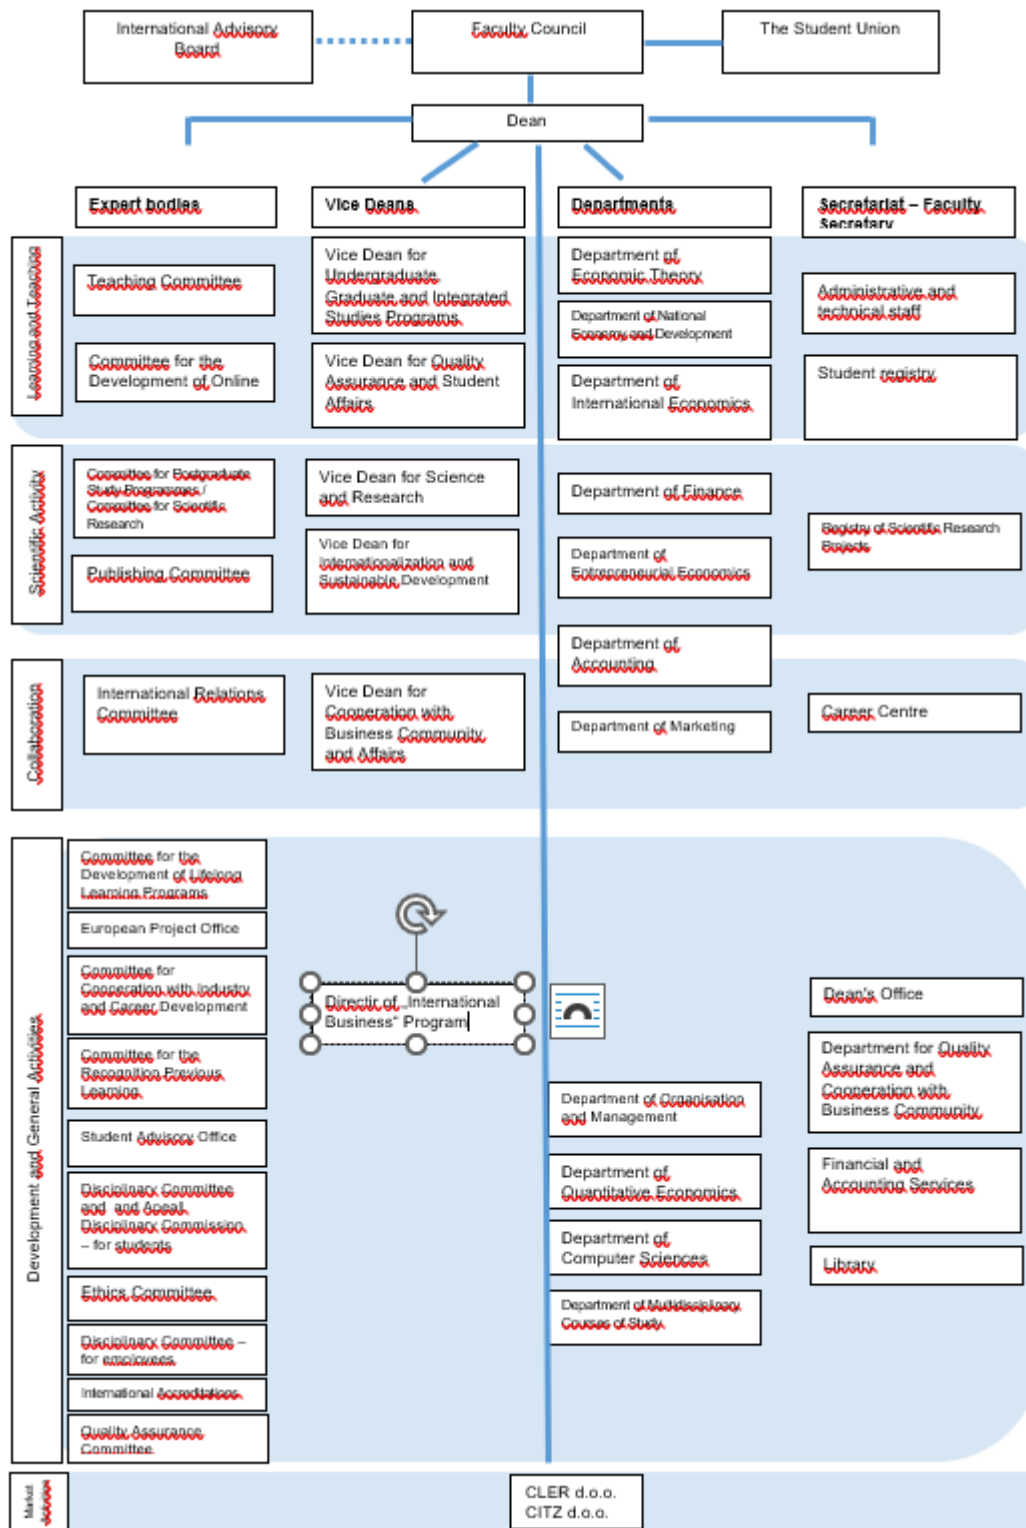 International Advisory
Board
Faculty Council
The Student Union
Dean
Expert bodies
Vice Deans
Departments
Secretariat – Faculty
Secretary
Learning and Teaching
Teaching Committee
Committee for the
Development of Online
Vice Dean for
Undergraduate
Graduate and Integrated
Studies Programs
Vice Dean for Quality
Assurance and Student
Affairs
Department of
Economic Theory
Department of National
Economy and Development
Department of
International Economics
Administrative and
technical staff
Student registry
Scientific Activity
Committee for Postgraduate
Study Programmes /
Committee for Scientific
Research
Publishing Committee
Vice Dean for Science
and Research
Vice Dean for
Internationalization and
Sustainable Development
Department of Finance
Department of
Entrepreneurial Economics
Department of
Accounting
Registry of Scientific Research
Projects
Collaboration
International Relations
Committee
Vice Dean for
Cooperation with
Business Community
and Affairs
Department of Marketing
Career Centre
Development and General Activities
Committee for the
Development of Lifelong
Learning Programs
European Project Office
Committee for
Cooperation with Industry
and Career Development
Committee for the
Recognition Previous
Learning
Student Advisory Office
Disciplinary Committee
and and Apeall
Disciplinary Commission
– for students
Ethics Committee
Disciplinary Committee –
for employees
International Accreditations
Quality Assurance
Committee
Directir of „International
Business“ Program
Department of Organisation
and Management
Department of
Quantitative Economics
Department of
Computer Sciences
Department of Multidisciplinary
Courses of Study
Dean's Office
Department for Quality
Assurance and
Cooperation with
Business Community
Financial and
Accounting Services
Library
Market
CLER d.o.o.
CITZ d.o.o.